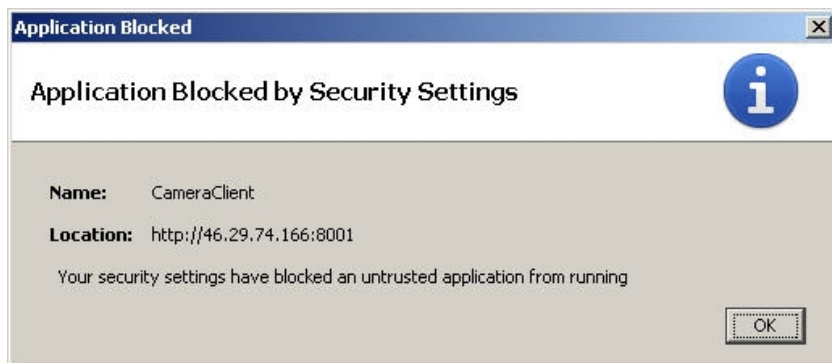 Application Blocked
Application Blocked by Security Settings
Name: CameraClient
Location: http://46.29.74.166:8001
Your security settings have blocked an untrusted application from running
OK